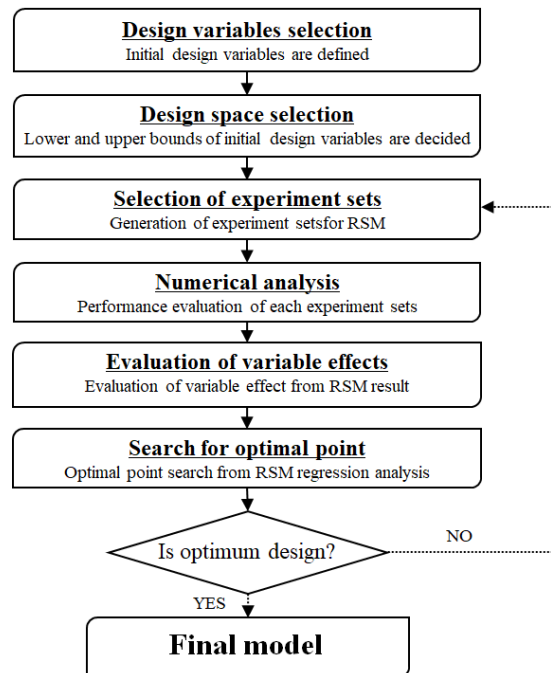 Design variables selection
Initial design variables are defined
Design space selection
Lower and upper bounds of initial design variables are decided
Selection of experiment sets
Generation of experiment setsfor RSM
Numerical analysis
Performance evaluation of each experiment sets
Evaluation of variable effects
Evaluation of variable effect from RSM result
Search for optimal point
Optimal point search from RSM regression analysis
Is optimum design?
NO
YES
Final model